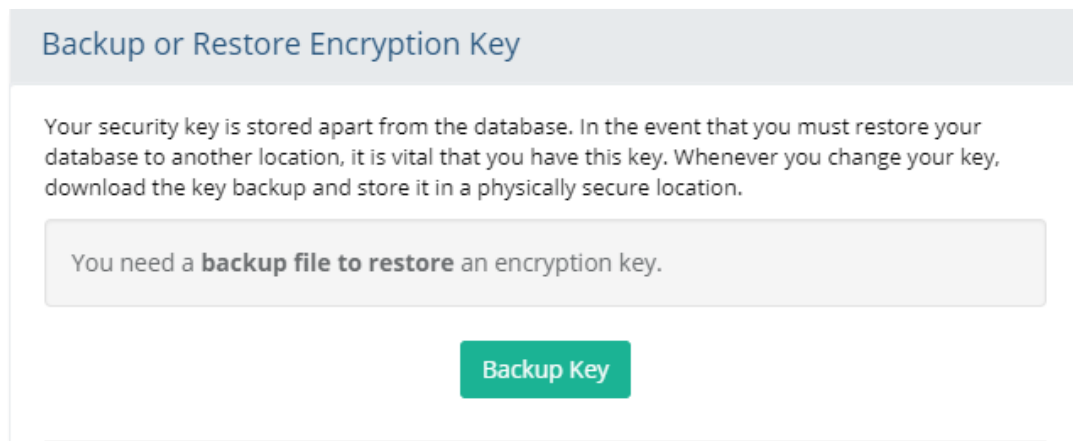 Backup or Restore Encryption Key
Your security key is stored apart from the database. In the event that you must restore your
database to another location, it is vital that you have this key. Whenever you change your key,
download the key backup and store it in a physically secure location.
You need a backup file to restore an encryption key.
Backup Key